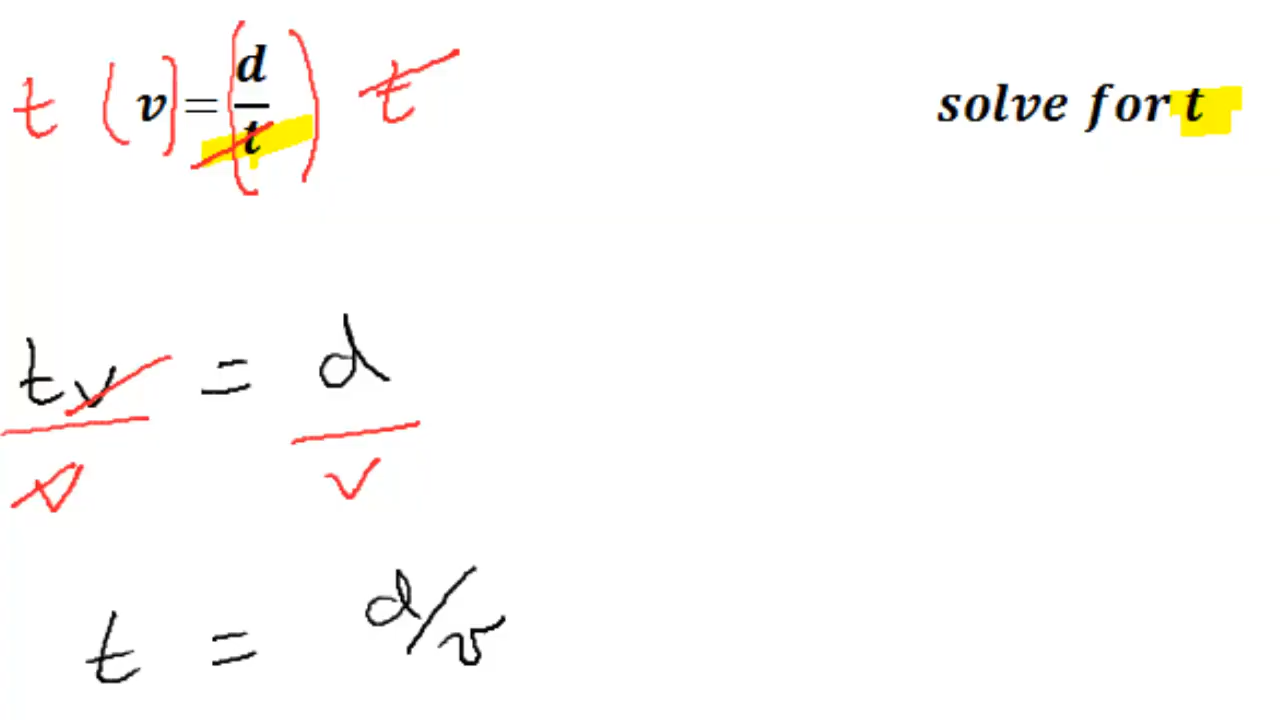 t (v) = (d/t) t solve for t
tv/v = d/v
t = d/v